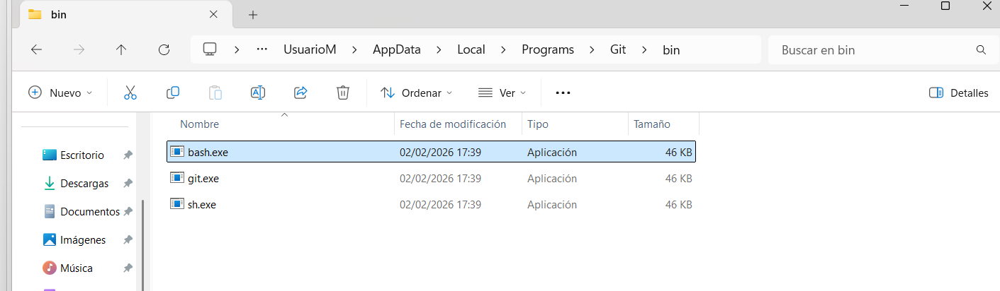 bin
UsuarioM AppData Local Programs Git bin
Buscar en bin
Nuevo
Ordenar
Ver
Detalles
Nombre Fecha de modificación Tipo Tamaño
Escritorio
Descargas
Documentos
Imágenes
Música
bash.exe 02/02/2026 17:39 Aplicación 46 KB
git.exe 02/02/2026 17:39 Aplicación 46 KB
sh.exe 02/02/2026 17:39 Aplicación 46 KB